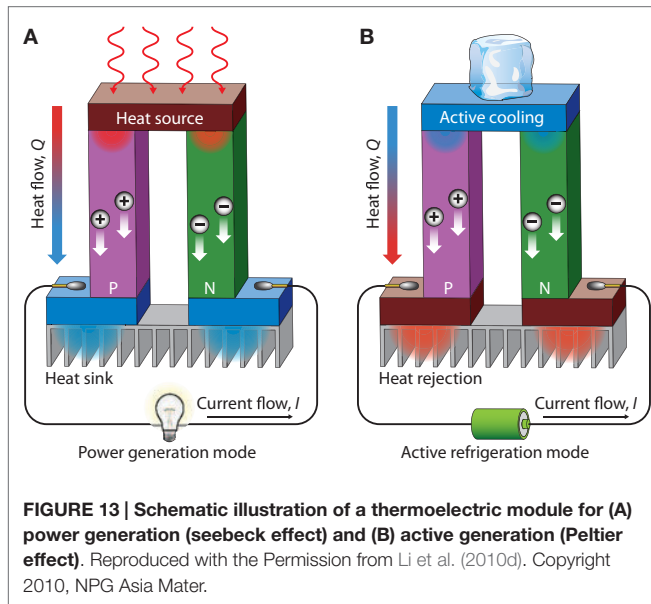 A
Heat source
Heat flow, Q
+
+
−
−
P
N
Heat sink
Current flow, I
Power generation mode
B
Active cooling
Heat flow, Q
+
+
−
−
P
N
Heat rejection
Current flow, I
Active refrigeration mode
FIGURE 13 | Schematic illustration of a thermoelectric module for (A)
power generation (seebeck effect) and (B) active generation (Peltier
effect). Reproduced with the Permission from Li et al. (2010d). Copyright
2010, NPG Asia Mater.